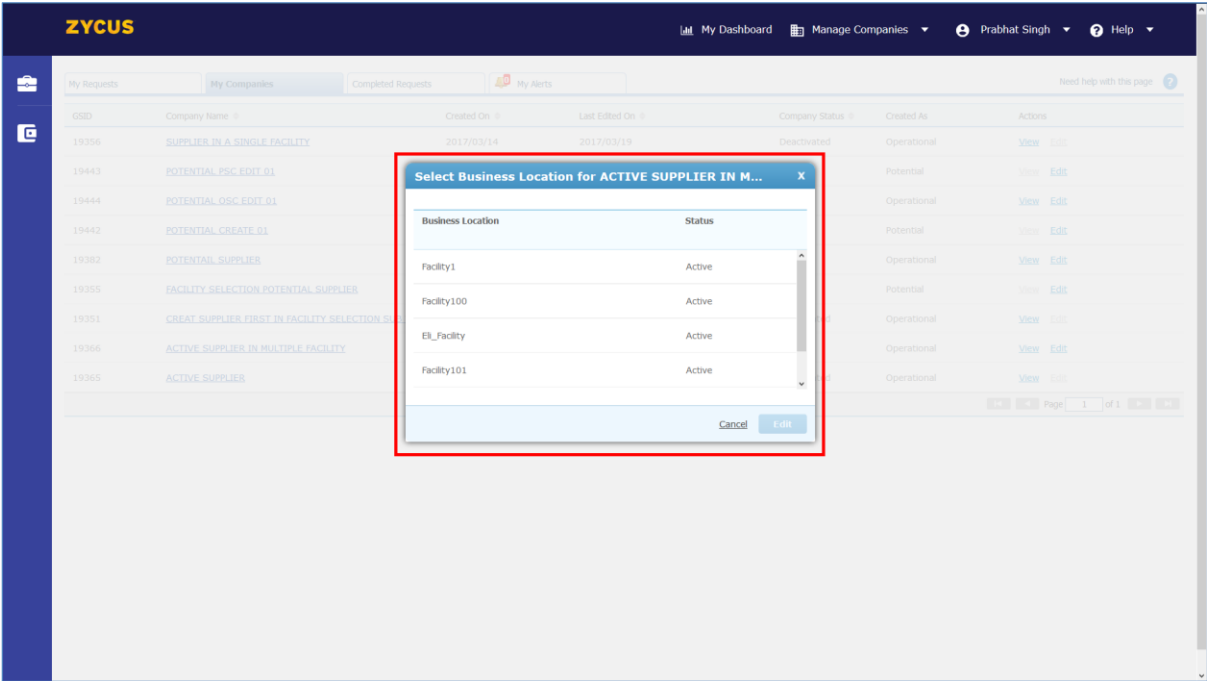 ZYCUS
My Dashboard Manage Companies Prabhat Singh Help
My Requests My Companies Completed Requests My Alerts Need help with this page ?
GSID Company Name Created On Last Edited On Company Status Created As Actions
19356 SUPPLIER IN A SINGLE FACILITY 2017/03/14 2017/03/19 Deactivated Operational View Edit
19443 POTENTIAL PSC EDIT 01 Potential View Edit
19444 POTENTIAL OSC EDIT 01 Operational View Edit
19442 POTENTIAL CREATE 01 Potential View Edit
19382 POTENTAIL SUPPLIER Operational View Edit
19355 FACILITY SELECTION POTENTIAL SUPPLIER Potential View Edit
19351 CREAT SUPPLIER FIRST IN FACILITY SELECTION Operational View Edit
19366 ACTIVE SUPPLIER IN MULTIPLE FACILITY Operational View Edit
19365 ACTIVE SUPPLIER Operational View Edit
Page 1 of 1
Select Business Location for ACTIVE SUPPLIER IN M... X
Business Location Status
Facility1 Active
Facility100 Active
Eli_Facility Active
Facility101 Active
Cancel Edit